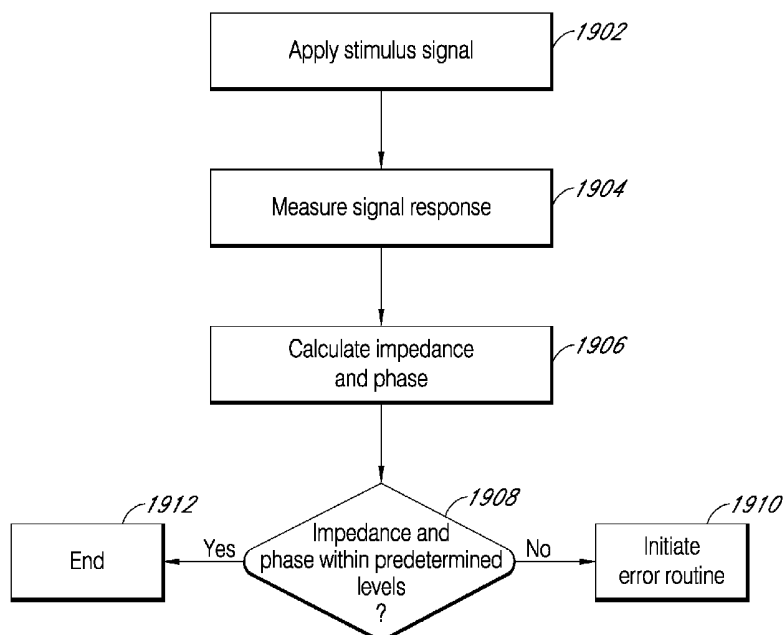 Apply stimulus signal
1902
Measure signal response
1904
Calculate impedance
and phase
1906
1908
Impedance and
phase within predetermined
levels
?
Yes
No
1912
End
1910
Initiate
error routine